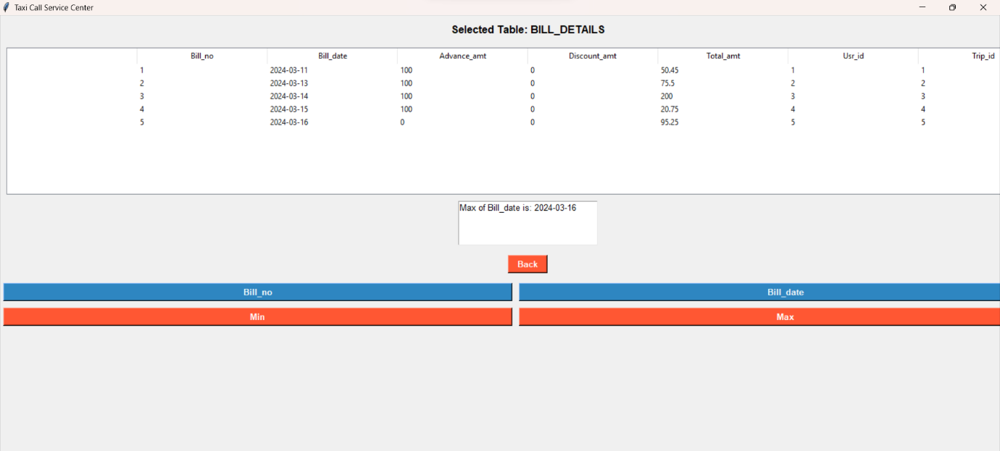 Taxi Call Service Center
Selected Table: BILL_DETAILS
Bill_no Bill_date Advance_amt Discount_amt Total_amt Usr_id Trip_id
1 2024-03-11 100 0 50.45 1 1
2 2024-03-13 100 0 75.5 2 2
3 2024-03-14 100 0 200 3 3
4 2024-03-15 100 0 20.75 4 4
5 2024-03-16 0 0 95.25 5 5
Max of Bill_date is: 2024-03-16
Back
Bill_no Bill_date
Min Max